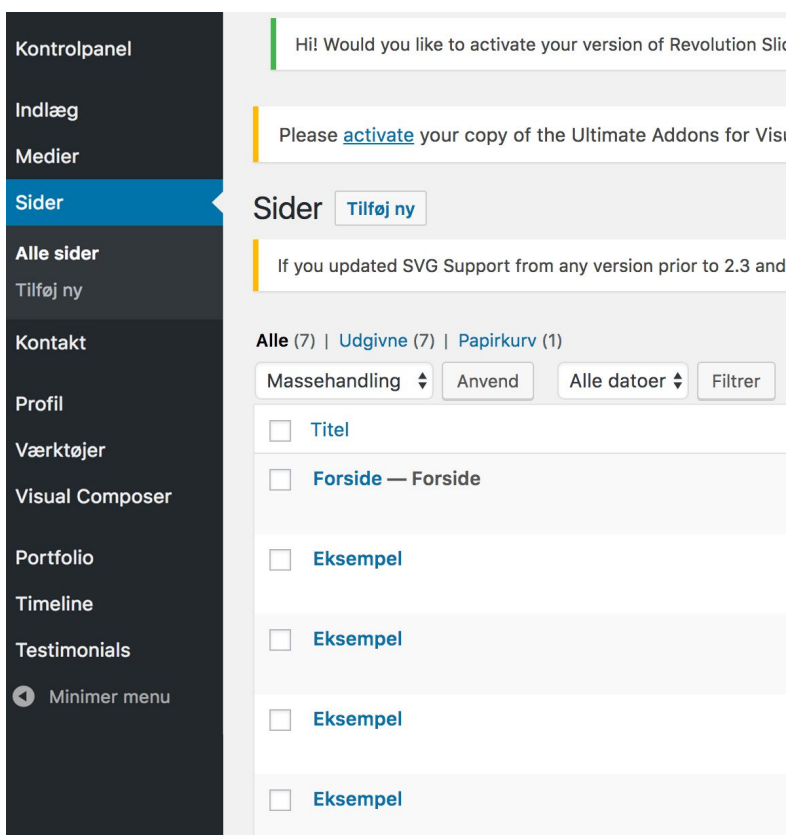 Kontrolpanel
Indlæg
Medier
Sider
Alle sider
Tilføj ny
Kontakt
Profil
Værktøjer
Visual Composer
Portfolio
Timeline
Testimonials
Minimer menu
Hi! Would you like to activate your version of Revolution
Please activate your copy of the Ultimate Addons for
Sider Tilføj ny
If you updated SVG Support from any version prior to 2.3 and
Alle (7) | Udgivne (7) | Papirkurv (1)
Massehandling Anvend Alle datoer Filtrer
Titel
Forside — Forside
Eksempel
Eksempel
Eksempel
Eksempel